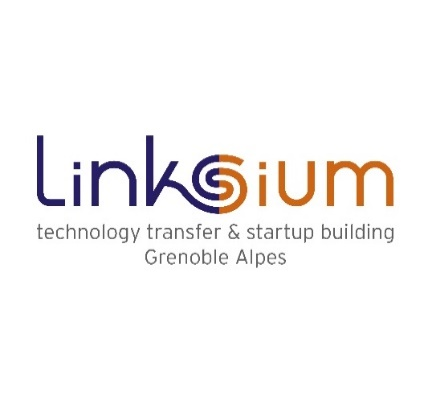 Linksium
technology transfer & startup building
Grenoble Alpes